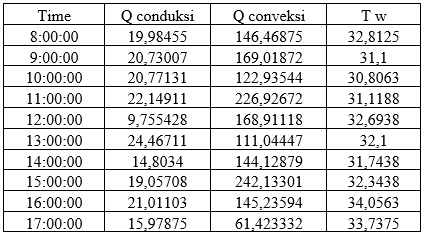 Time Q conduksi Q conveksi T w
8:00:00 19,98455 146,46875 32,8125
9:00:00 20,73007 169,01872 31,1
10:00:00 20,77131 122,93544 30,8063
11:00:00 22,14911 226,92672 31,1188
12:00:00 9,755428 168,91118 32,6938
13:00:00 24,46711 111,04447 32,1
14:00:00 14,8034 144,12879 31,7438
15:00:00 19,05708 242,13301 32,3438
16:00:00 21,01103 145,23594 34,0563
17:00:00 15,97875 61,423332 33,7375